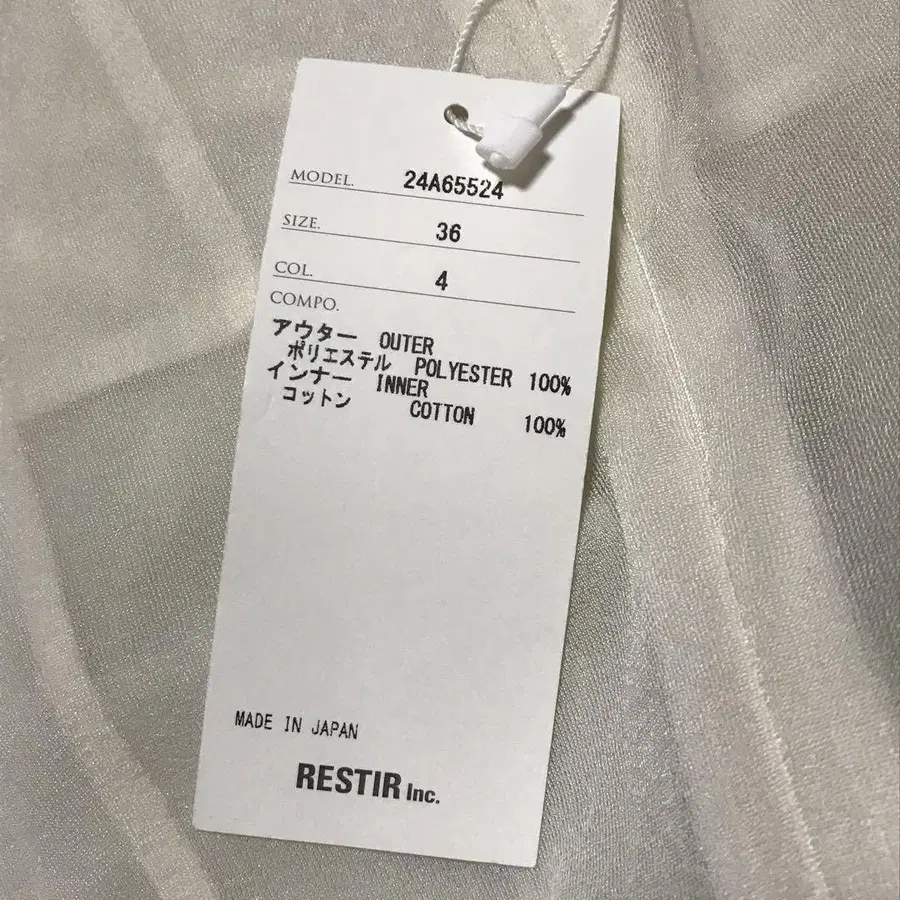 MODEL. 24A65524
SIZE. 36
COL. 4
COMPO.
アウター OUTER
ポリエステル POLYESTER 100%
インナー INNER
コットン COTTON 100%
MADE IN JAPAN
RESTIR Inc.